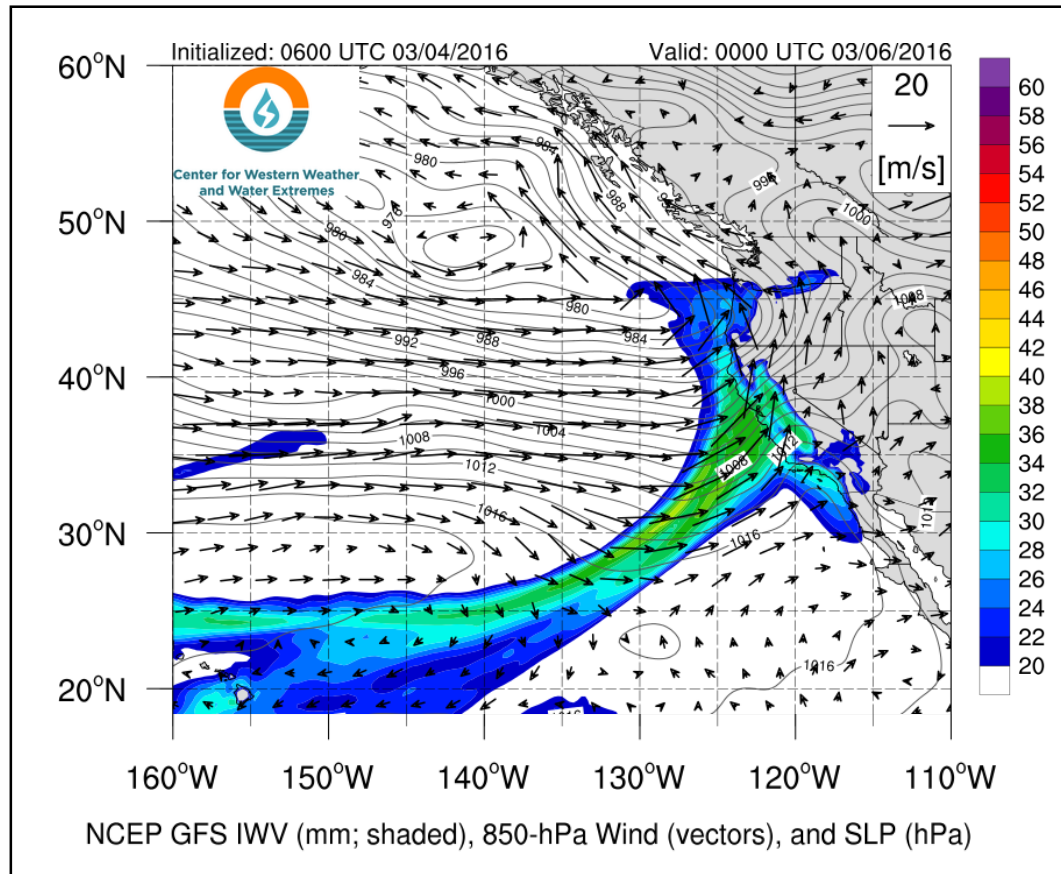 Initialized: 0600 UTC 03/04/2016
Valid: 0000 UTC 03/06/2016
60°N
50°N
40°N
30°N
20°N
Center for Western Weather
and Water Extremes
20
[m/s]
60
58
56
54
52
50
48
46
44
42
40
38
36
34
32
30
28
26
24
22
20
984
980
988
976
980
984
980
992
988
984
996
1000
1008
1004
1012
1016
1000
1008
1012
1008
1016
1016
160°W
150°W
140°W
130°W
120°W
110°W
NCEP GFS IWV (mm; shaded), 850-hPa Wind (vectors), and SLP (hPa)